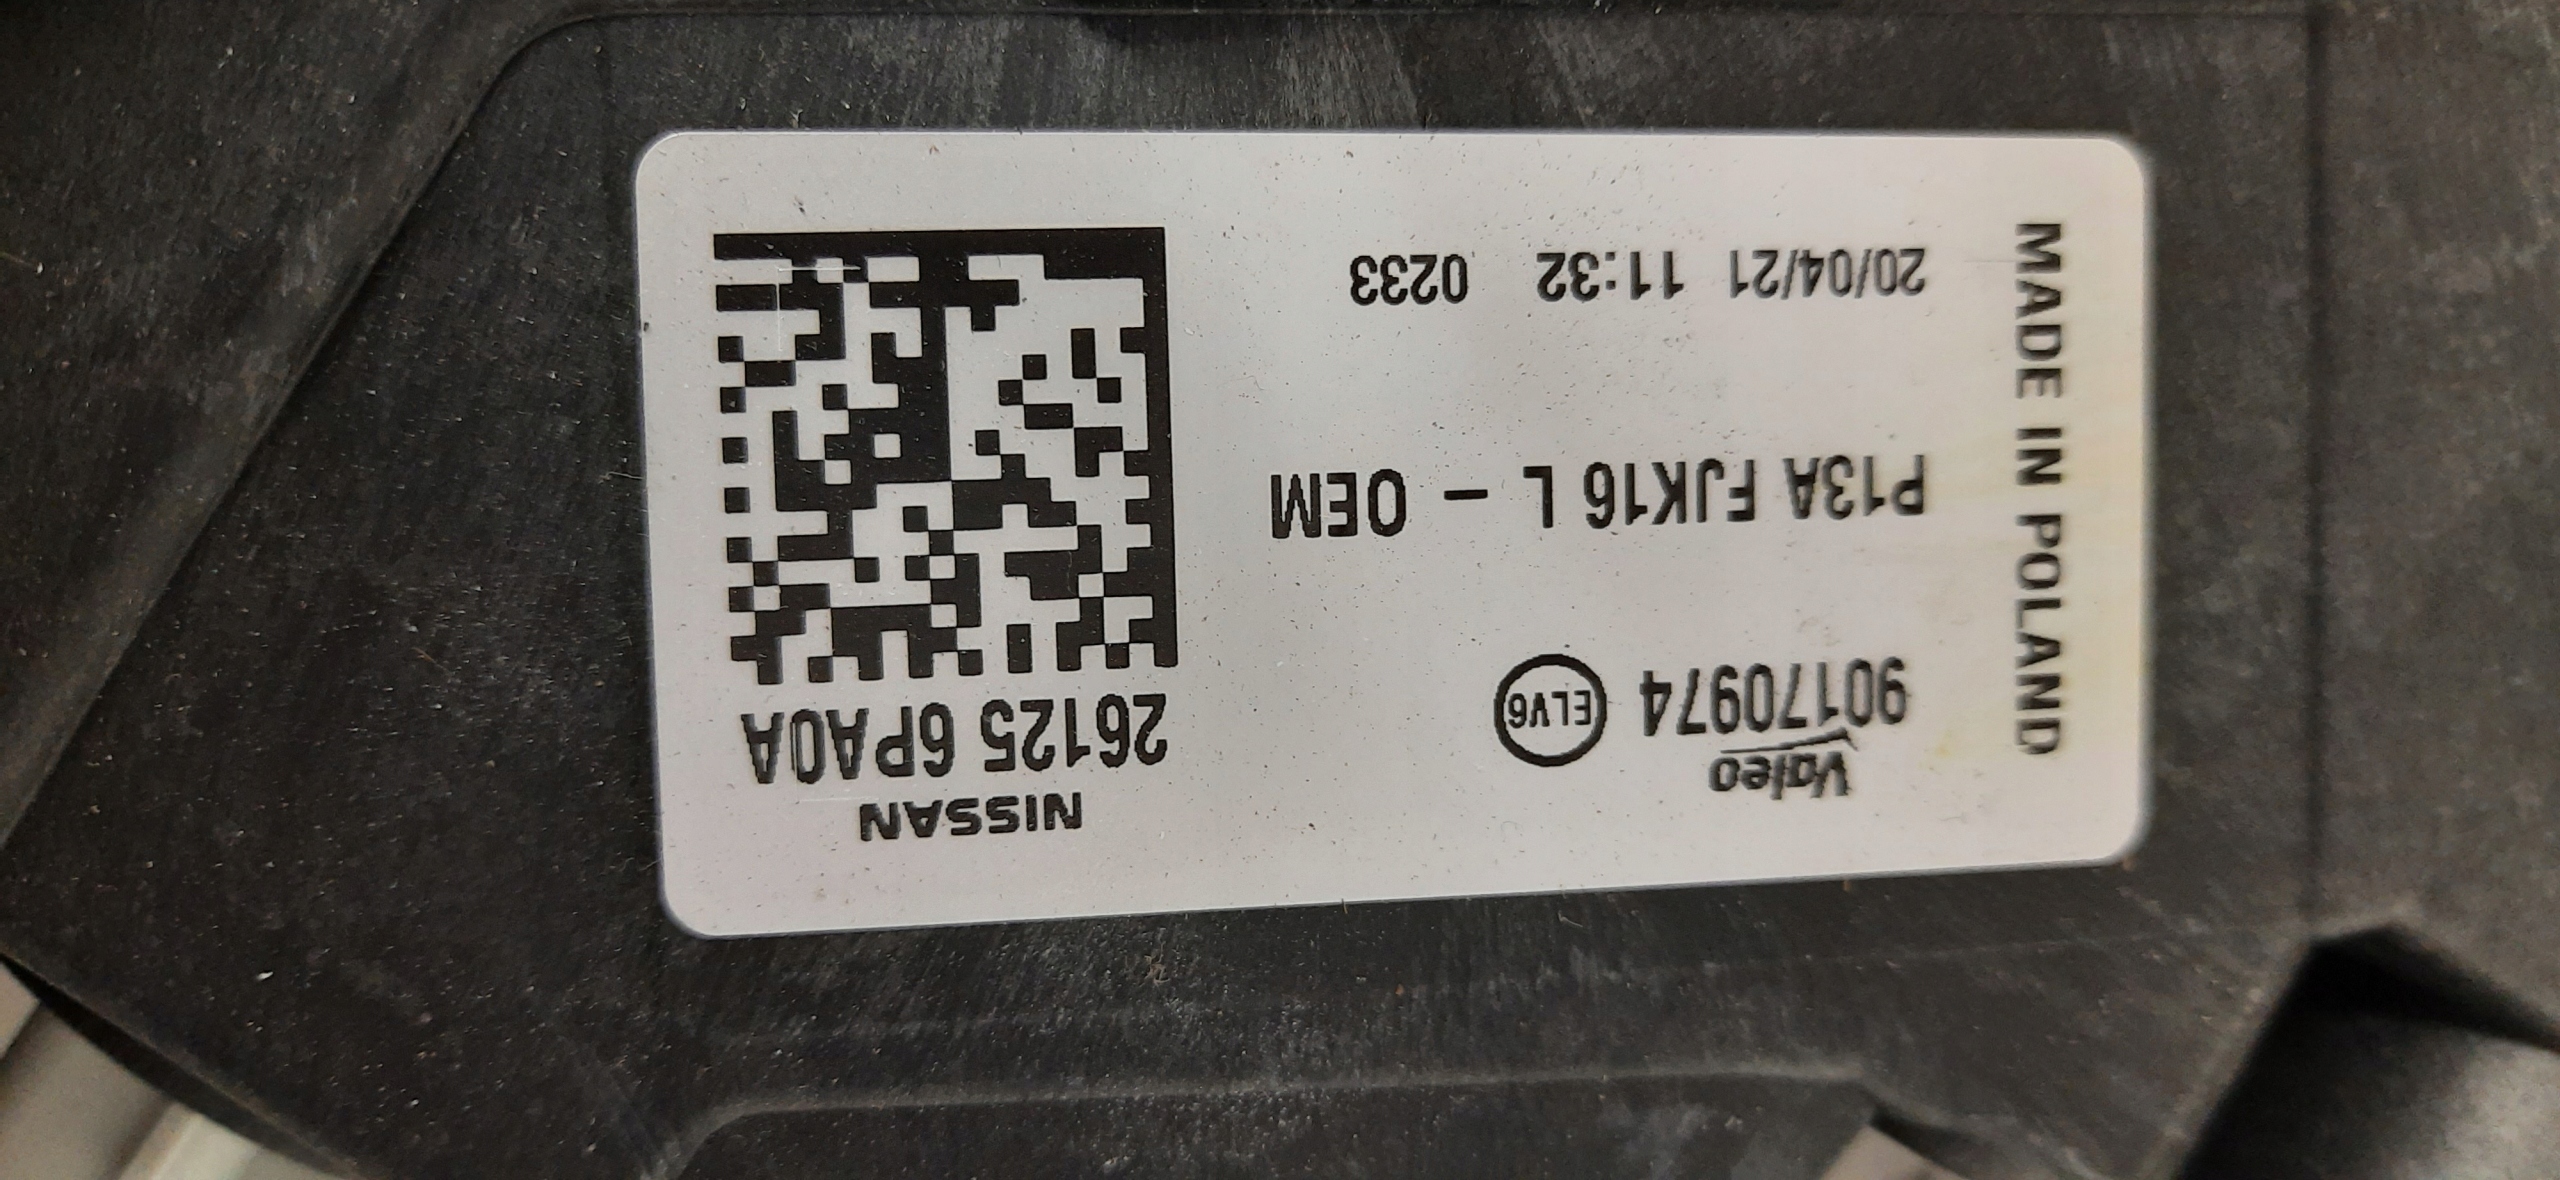 Valeo
90170974 ELV6
P13A FJK16 L - OEM
20/04/21 11:32 0233
NISSAN
26125 6PA0A
MADE IN POLAND